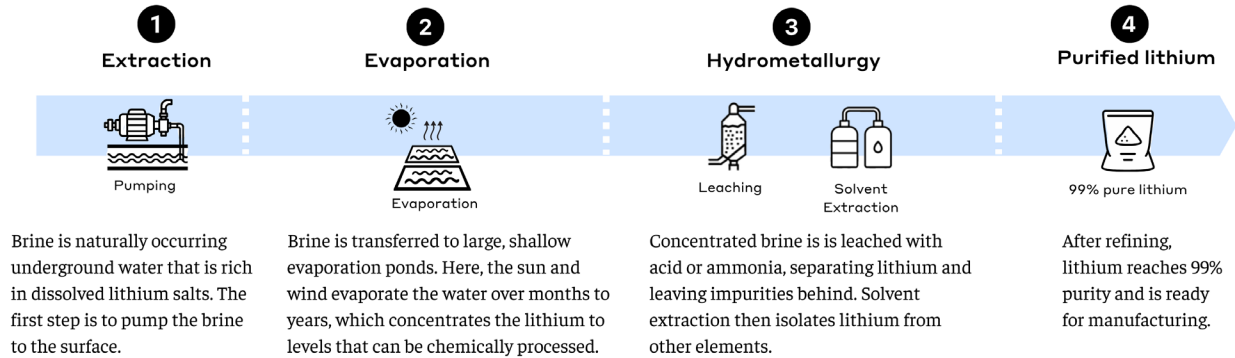 1
Extraction
Pumping
Brine is naturally occurring
underground water that is rich
in dissolved lithium salts. The
first step is to pump the brine
to the surface.
2
Evaporation
Evaporation
Brine is transferred to large, shallow
evaporation ponds. Here, the sun and
wind evaporate the water over months to
years, which concentrates the lithium to
levels that can be chemically processed.
3
Hydrometallurgy
Leaching
Solvent
Extraction
Concentrated brine is is leached with
acid or ammonia, separating lithium and
leaving impurities behind. Solvent
extraction then isolates lithium from
other elements.
4
Purified lithium
99% pure lithium
After refining,
lithium reaches 99%
purity and is ready
for manufacturing.